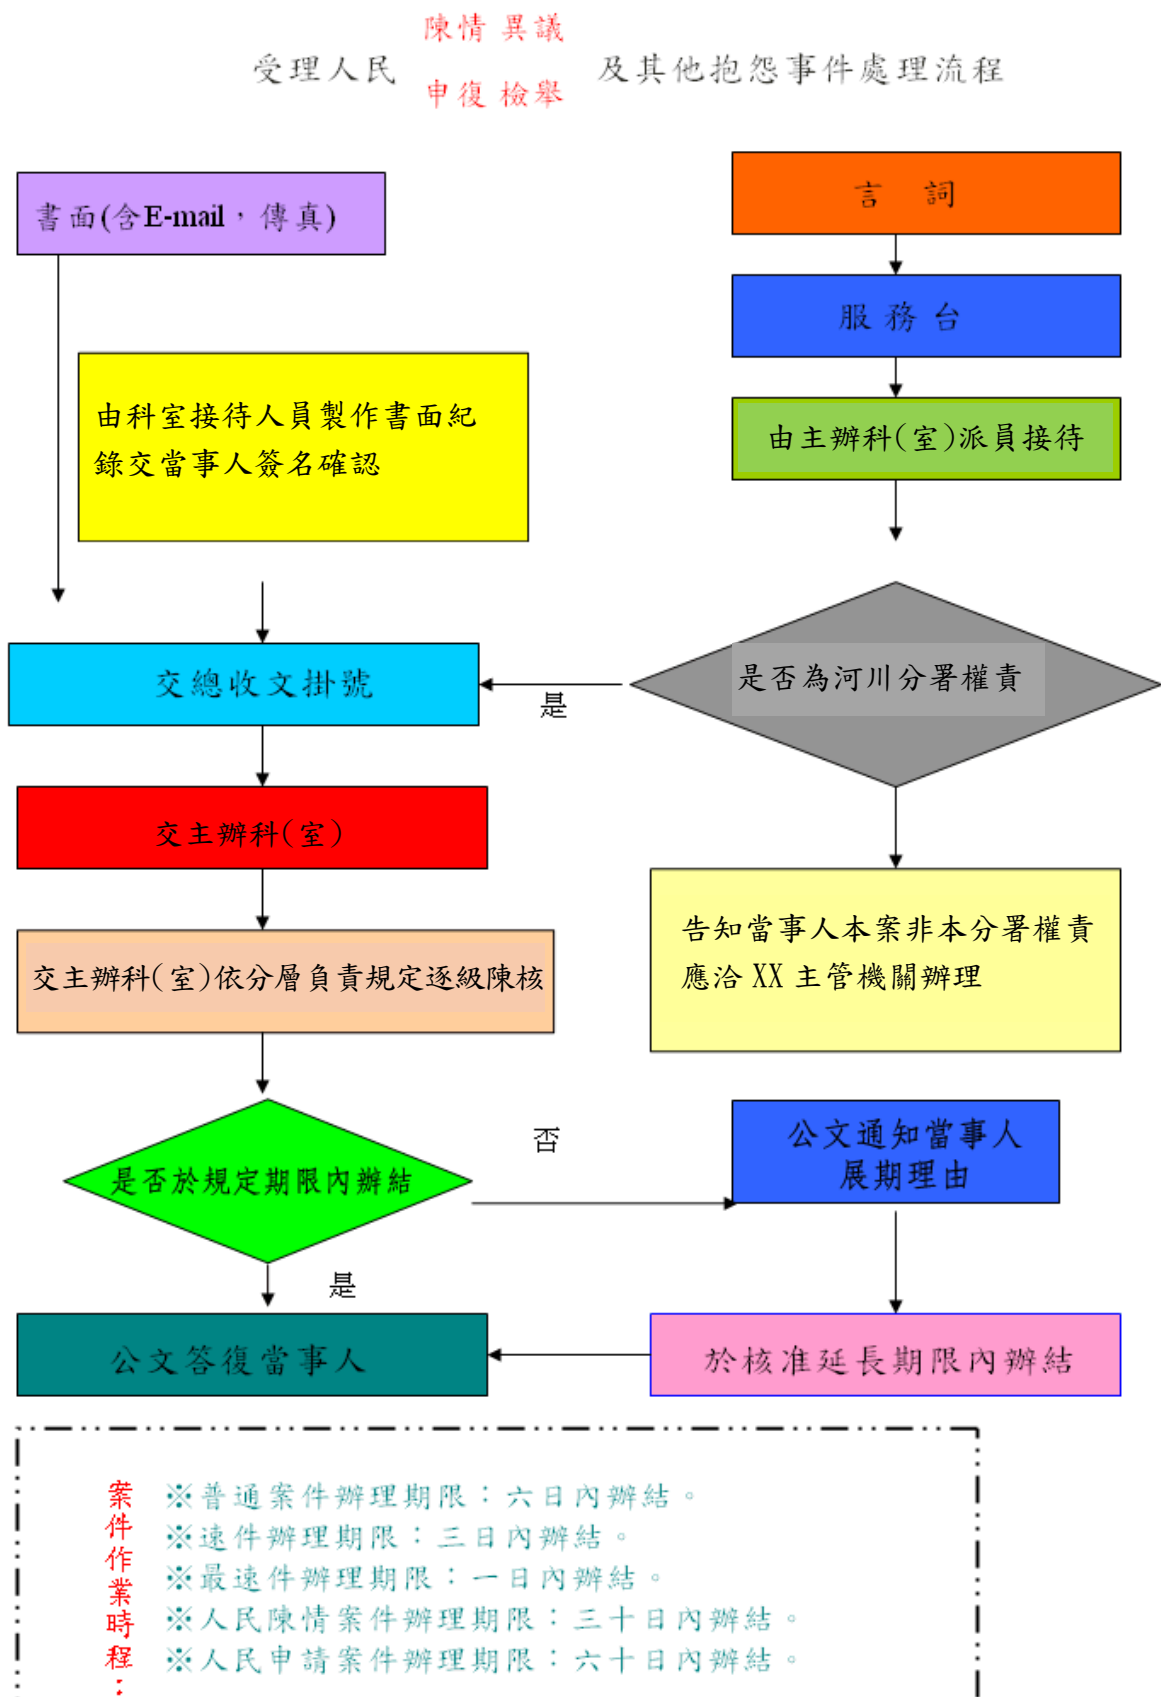 陳情 異議
受理人民
申復 檢舉
及其他抱怨事件處理流程
書面(含E-mail，傳真)
言 詞
服務台
由科室接待人員製作書面紀
錄交當事人簽名確認
由主辦科(室)派員接待
交總收文掛號
是
是否為河川分署權責
交主辦科(室)
告知當事人本案非本分署權責
應洽 XX 主管機關辦理
交主辦科(室)依分層負責規定逐級陳核
是否於規定期限內辦結
否
公文通知當事人
展期理由
是
公文答復當事人
於核准延長期限內辦結
案件作業時程：
※普通案件辦理期限：六日內辦結。
※速件辦理期限：三日內辦結。
※最速件辦理期限：一日內辦結。
※人民陳情案件辦理期限：三十日內辦結。
※人民申請案件辦理期限：六十日內辦結。